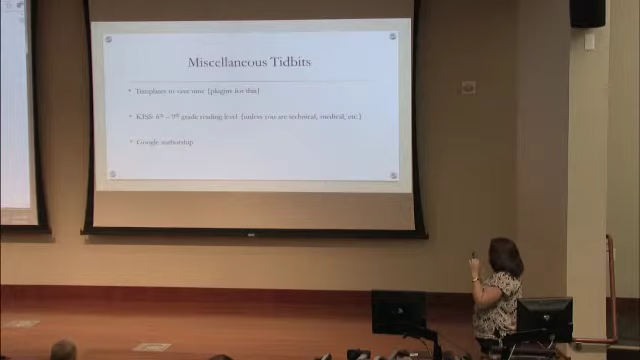 Miscellaneous Tidbits
• Templates to save time {plugins for this}
• KISS: 6th – 9th grade reading level {unless you are technical, medical, etc.}
• Google authorship